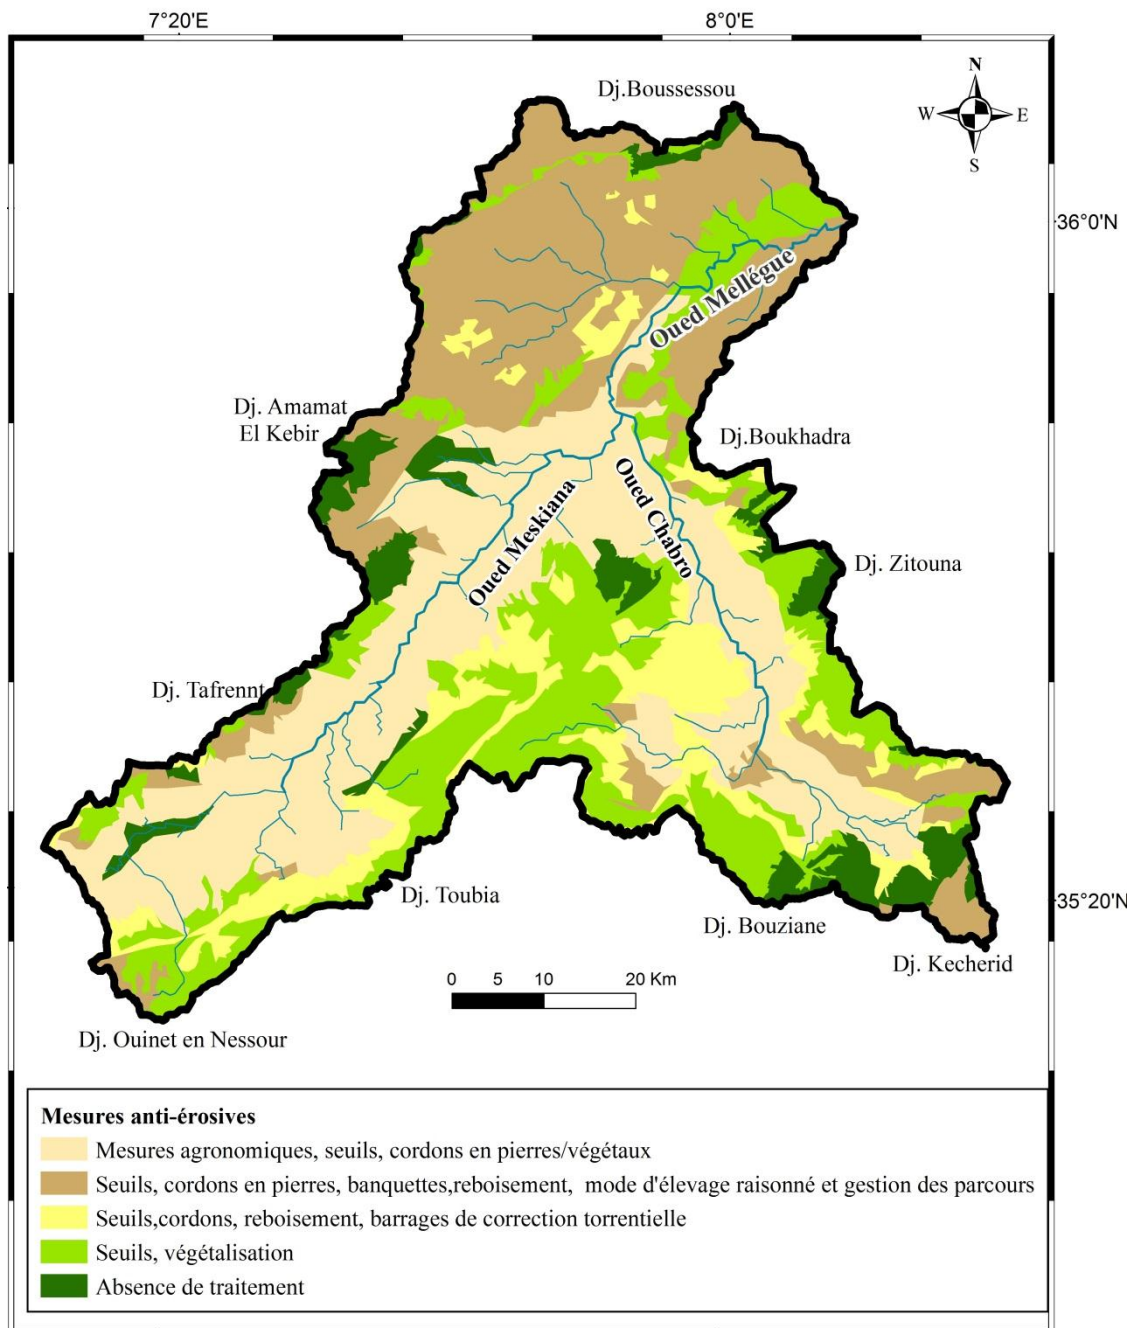 7°20'E
8°0'E
Dj.Boussessou
N
W
E
S
36°0'N
Oued Mellégue
Dj. Amamat
El Kebir
Dj.Boukhadra
Oued Meskiana
Oued Chabro
Dj. Zitouna
Dj. Tafrennt
Dj. Toubia
35°20'N
Dj. Bouziane
Dj. Kecherid
0 5 10 20 Km
Dj. Ouinet en Nessour
Mesures anti-érosives
Mesures agronomiques, seuils, cordons en pierres/végétaux
Seuils, cordons en pierres, banquettes,reboisement, mode d'élevage raisonné et gestion des parcours
Seuils,cordons, reboisement, barrages de correction torrentielle
Seuils, végétalisation
Absence de traitement